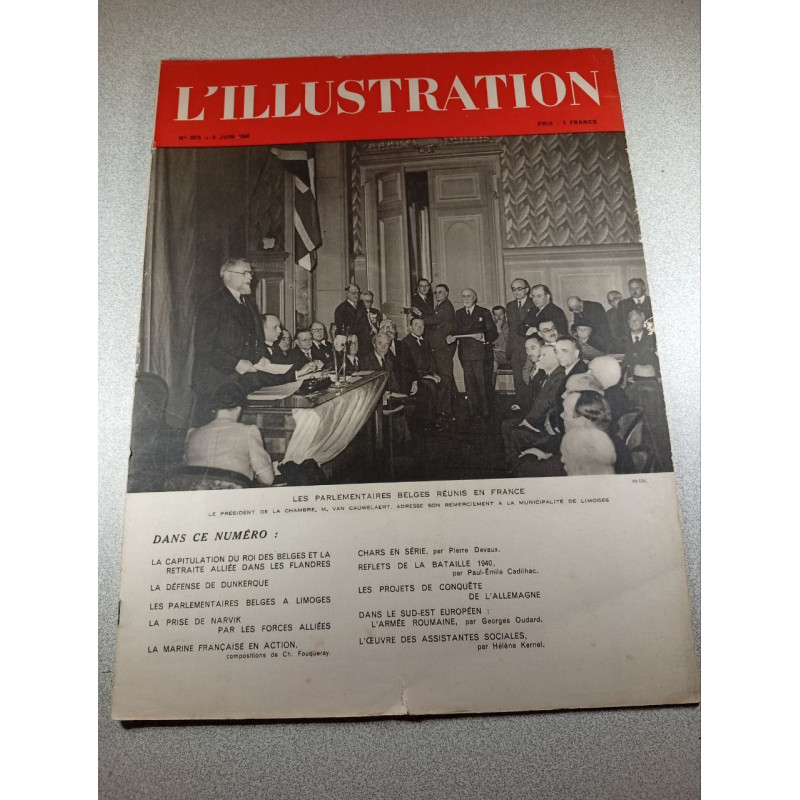 L'ILLUSTRATION
JUIN 1940
PRIX : 5 FRANCS
LES PARLEMENTAIRES BELGES RÉUNIS EN FRANCE
LE PRÉSIDENT DE LA CHAMBRE, M. VAN CAUWELAERT, ADRESSE SON REMERCIEMENT A LA MUNICIPALITÉ DE LIMOGES
DANS CE NUMÉRO :
LA CAPITULATION DU ROI DES BELGES ET LA
RETRAITE ALLIÉE DANS LES FLANDRES
LA DÉFENSE DE DUNKERQUE
LES PARLEMENTAIRES BELGES A LIMOGES
LA PRISE DE NARVIK
PAR LES FORCES ALLIÉES
LA MARINE FRANÇAISE EN ACTION,
compositions de Ch. Fouqueray.
CHARS EN SÉRIE, par Pierre Devaux.
REFLETS DE LA BATAILLE 1940,
par Paul-Émile Cadilhac.
LES PROJETS DE CONQUÊTE
DE L'ALLEMAGNE
DANS LE SUD-EST EUROPÉEN :
L'ARMÉE ROUMAINE, par Georges Oudard.
L'ŒUVRE DES ASSISTANTES SOCIALES,
par Hélène Kernel.